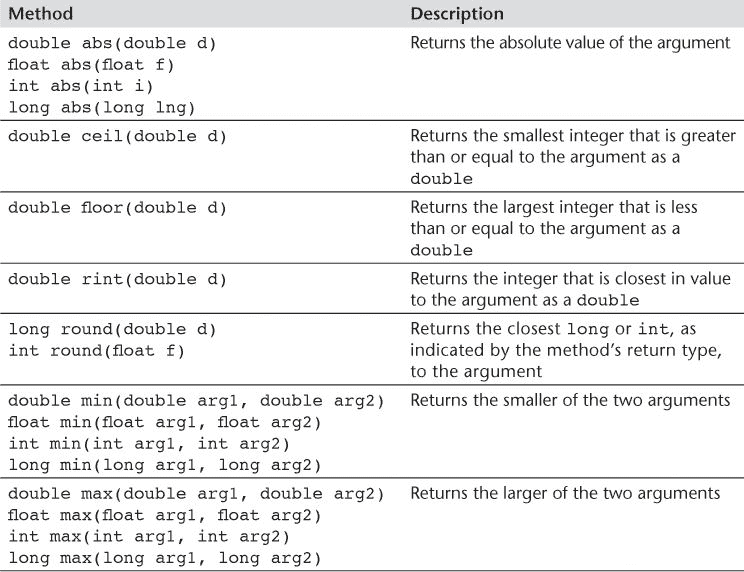 Method Description
double abs(double d) Returns the absolute value of the argument
float abs(float f)
int abs(int i)
long abs(long lng)
double ceil(double d) Returns the smallest integer that is greater
than or equal to the argument as a
double
double floor(double d) Returns the largest integer that is less
than or equal to the argument as a
double
double rint(double d) Returns the integer that is closest in value
to the argument as a double
long round(double d) Returns the closest long or int, as
int round(float f) indicated by the method's return type,
to the argument
double min(double arg1, double arg2) Returns the smaller of the two arguments
float min(float arg1, float arg2)
int min(int arg1, int arg2)
long min(long arg1, long arg2)
double max(double arg1, double arg2) Returns the larger of the two arguments
float max(float arg1, float arg2)
int max(int arg1, int arg2)
long max(long arg1, long arg2)